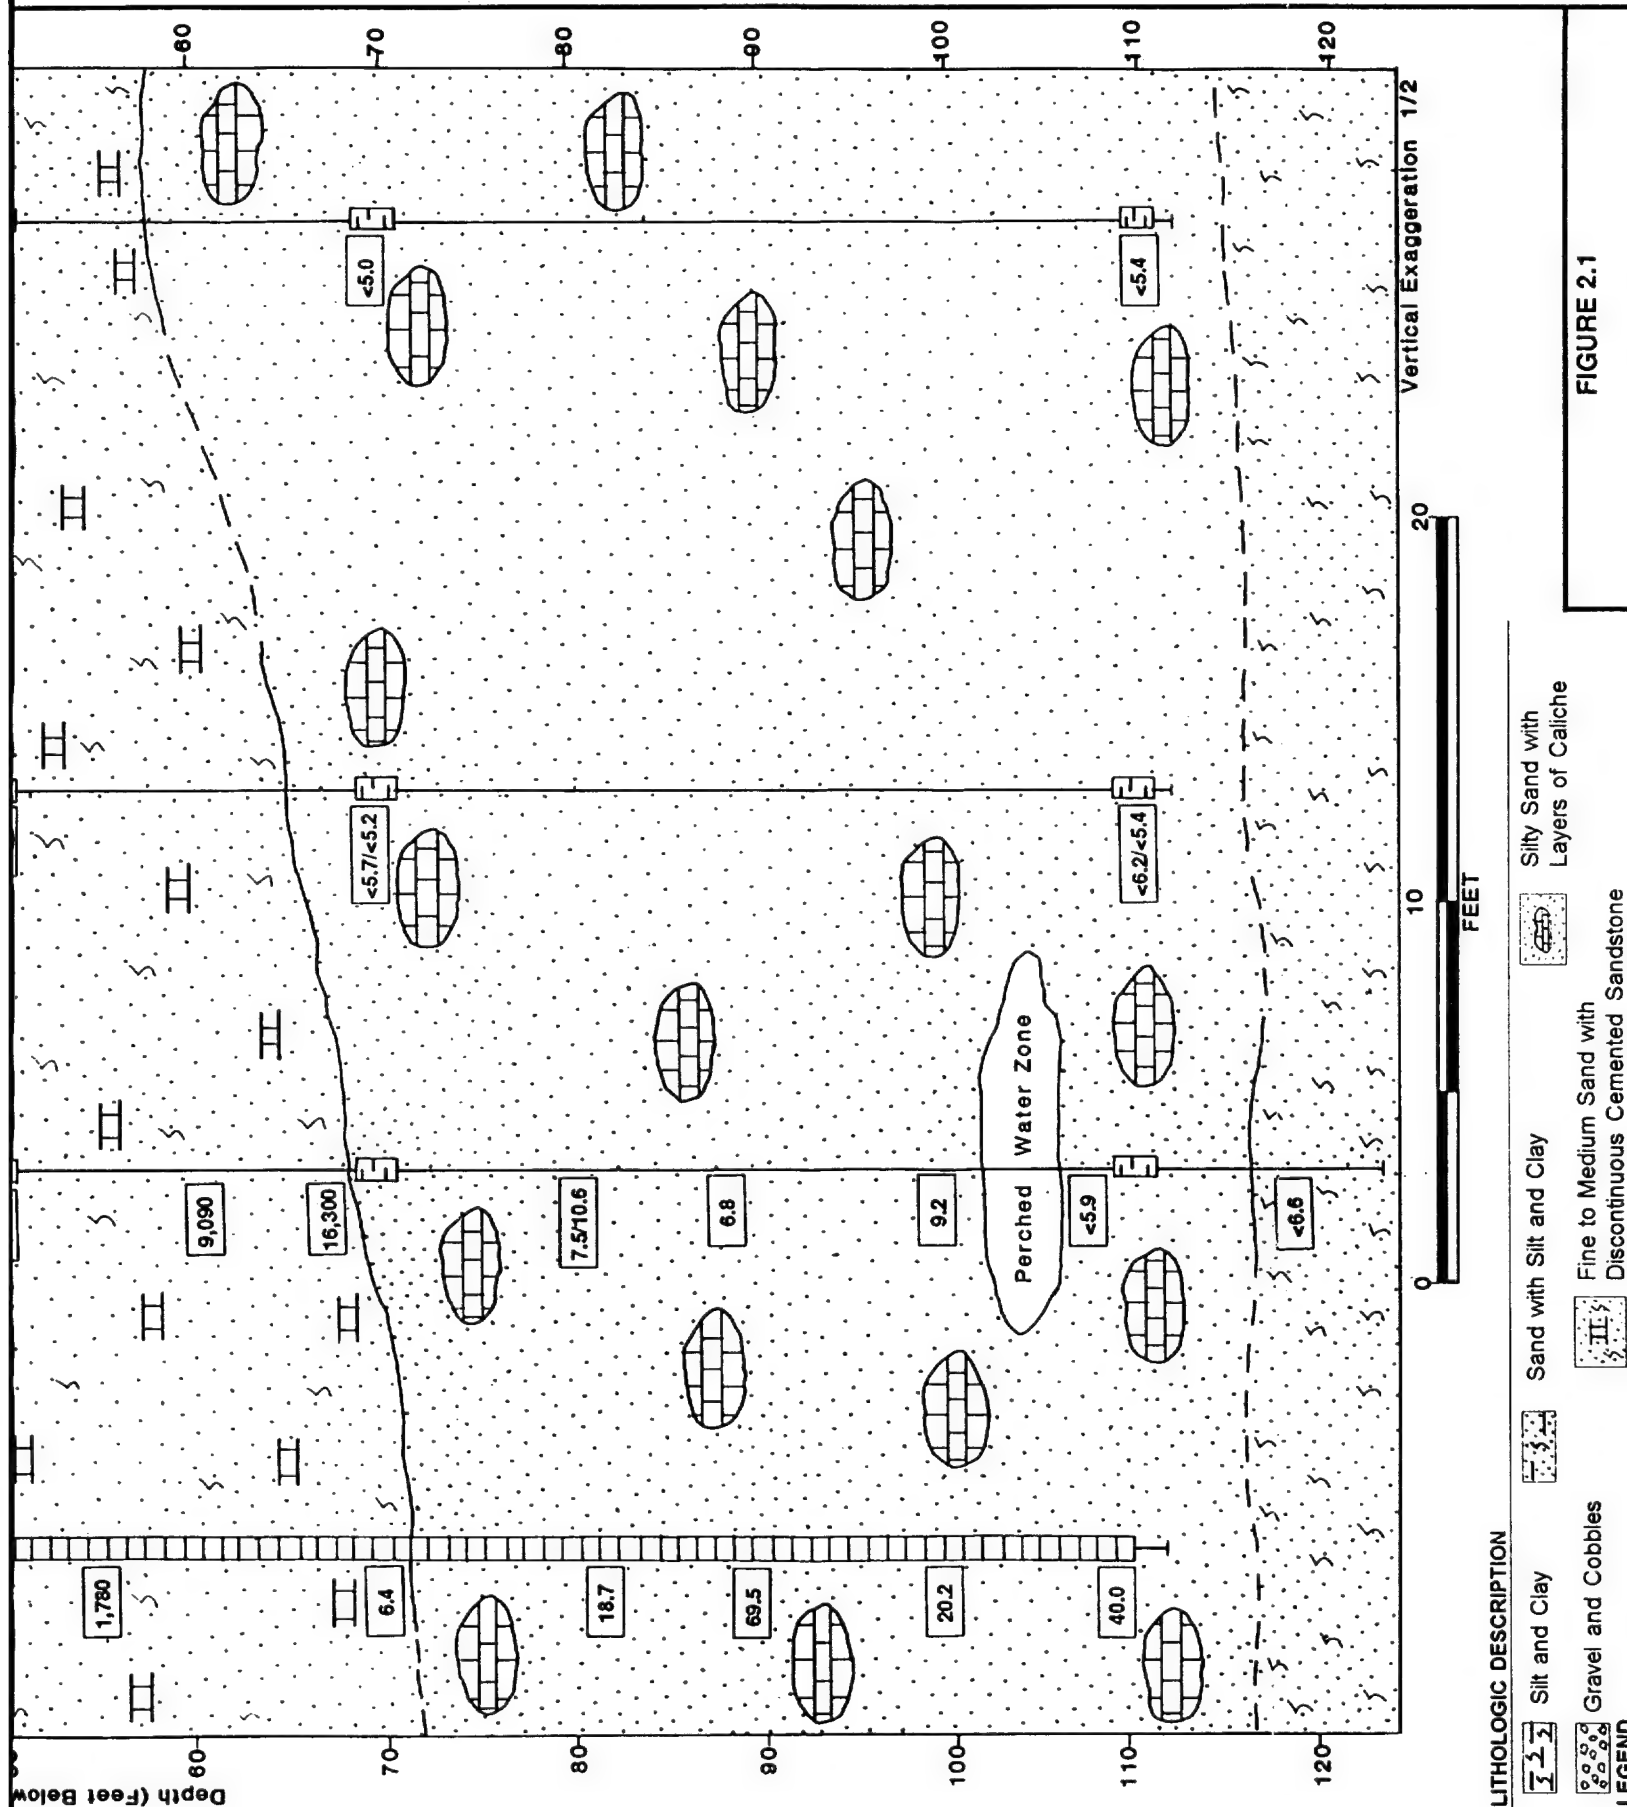 Depth (Feet Below
60
70
80
90
100
110
120
1,780
6.4
18.7
69.5
20.2
40.0
9,090
16,300
7.5/10.6
6.8
9.2
<5.9
<6.6
Perched Water Zone
<5.7/<5.2
<6.2/<5.4
<5.0
<5.4
60
70
80
90
100
110
120
Vertical Exaggeration 1/2
0
10
20
FEET
FIGURE 2.1
LITHOLOGIC DESCRIPTION
Silt and Clay
Sand with Silt and Clay
Silty Sand with
Layers of Caliche
Gravel and Cobbles
Fine to Medium Sand with
Discontinuous Cemented Sandstone
LEGEND